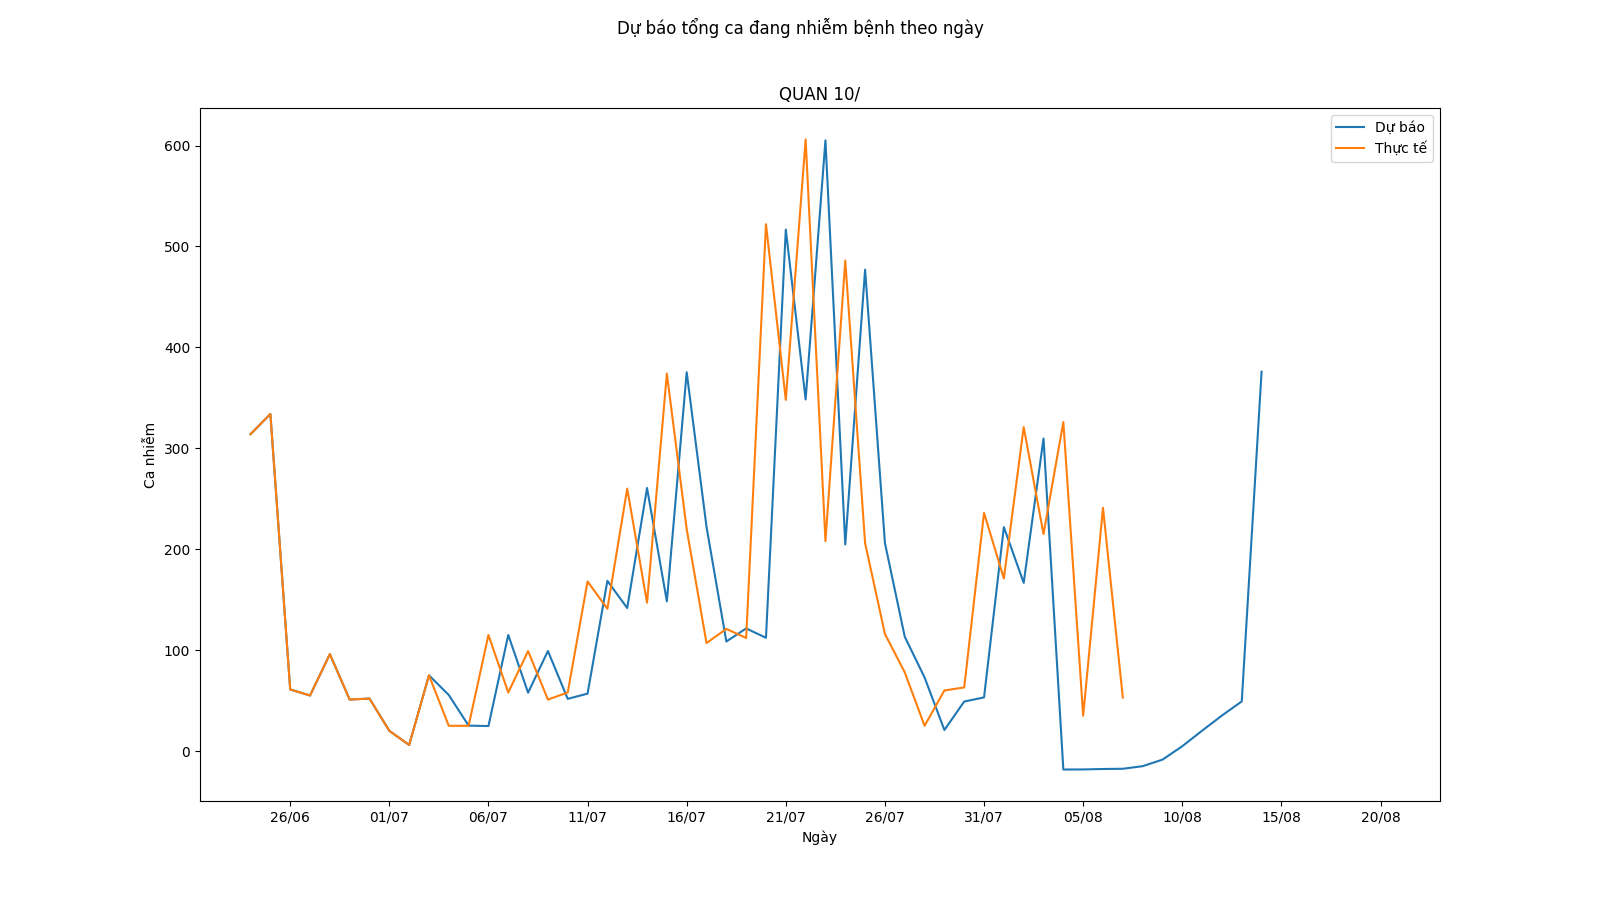 Dự báo tổng ca đang nhiễm bệnh theo ngày
QUAN 10/
Dự báo
Thực tế
600
500
400
300
200
100
0
Ca nhiễm
26/06 01/07 06/07 11/07 16/07 21/07 26/07 31/07 05/08 10/08 15/08 20/08
Ngày